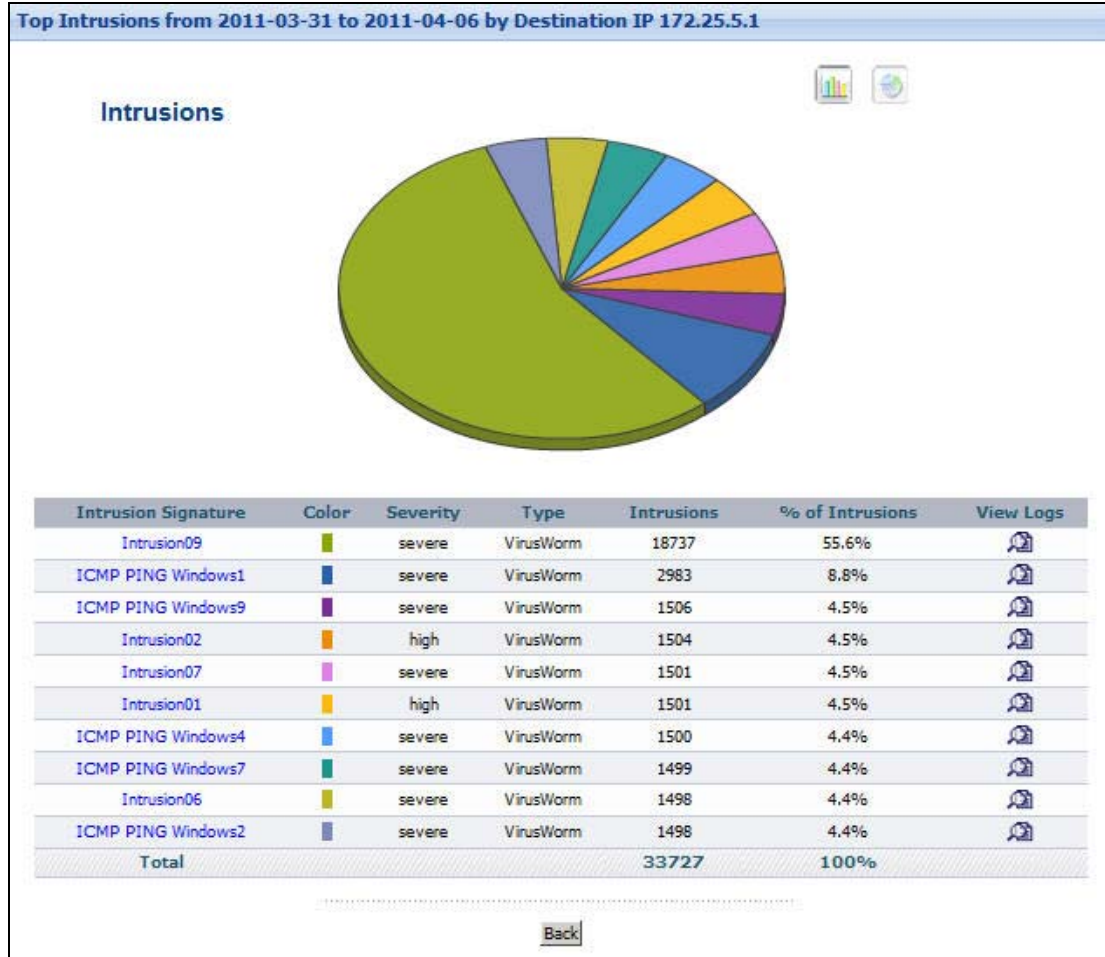 Top Intrusions from 2011-03-31 to 2011-04-06 by Destination IP 172.25.5.1
Intrusions
Intrusion Signature Color Severity Type Intrusions % of Intrusions View Logs
Intrusion09 severe VirusWorm 18737 55.6%
ICMP PING Windows1 severe VirusWorm 2983 8.8%
ICMP PING Windows9 severe VirusWorm 1506 4.5%
Intrusion02 high VirusWorm 1504 4.5%
Intrusion07 severe VirusWorm 1501 4.5%
Intrusion01 high VirusWorm 1501 4.5%
ICMP PING Windows4 severe VirusWorm 1500 4.4%
ICMP PING Windows7 severe VirusWorm 1499 4.4%
Intrusion06 severe VirusWorm 1498 4.4%
ICMP PING Windows2 severe VirusWorm 1498 4.4%
Total 33727 100%
Back